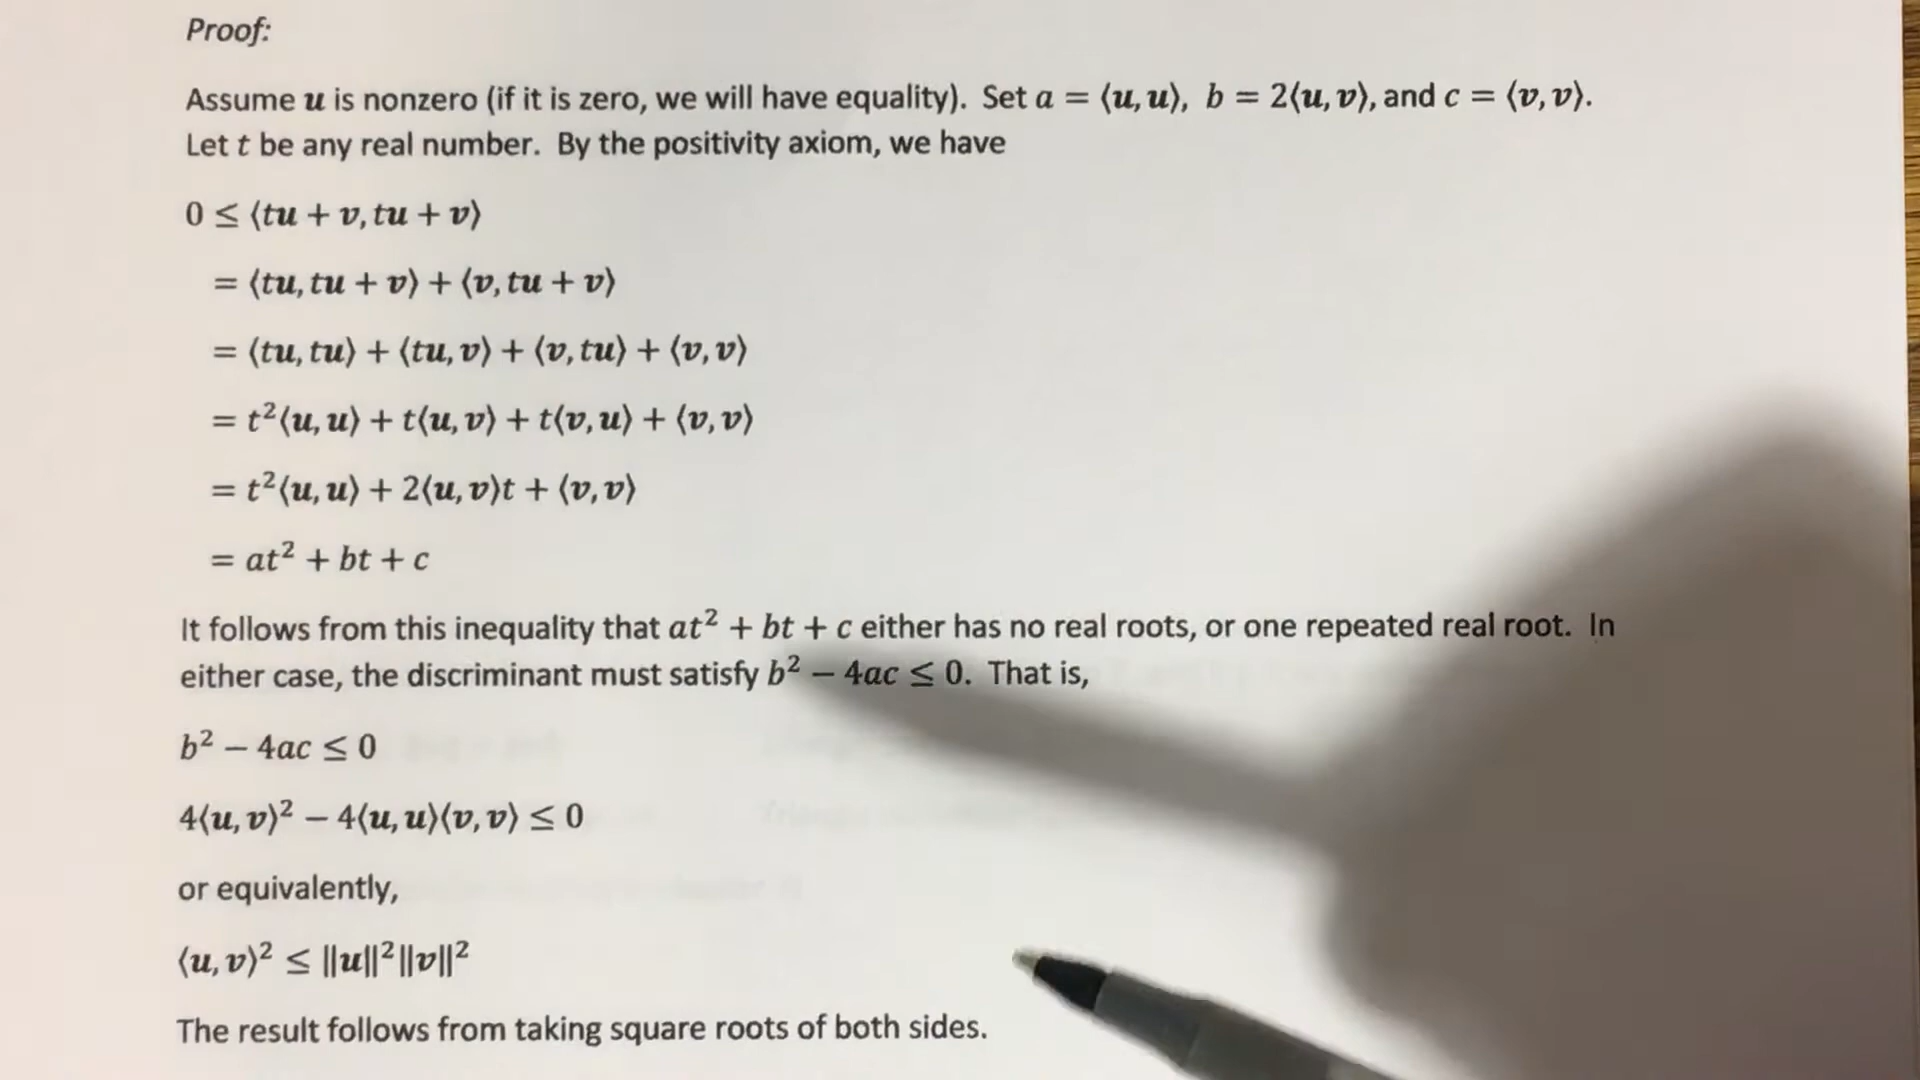 Proof:
Assume u is nonzero (if it is zero, we will have equality). Set a = ⟨u, u⟩, b = 2⟨u, v⟩, and c = ⟨v, v⟩.
Let t be any real number. By the positivity axiom, we have
0 ≤ ⟨tu + v, tu + v⟩
= ⟨tu, tu + v⟩ + ⟨v, tu + v⟩
= ⟨tu, tu⟩ + ⟨tu, v⟩ + ⟨v, tu⟩ + ⟨v, v⟩
= t²⟨u, u⟩ + t⟨u, v⟩ + t⟨v, u⟩ + ⟨v, v⟩
= t²⟨u, u⟩ + 2⟨u, v⟩t + ⟨v, v⟩
= at² + bt + c
It follows from this inequality that at² + bt + c either has no real roots, or one repeated real root. In
either case, the discriminant must satisfy b² − 4ac ≤ 0. That is,
b² − 4ac ≤ 0
4⟨u, v⟩² − 4⟨u, u⟩⟨v, v⟩ ≤ 0
or equivalently,
⟨u, v⟩² ≤ ||u||²||v||²
The result follows from taking square roots of both sides.